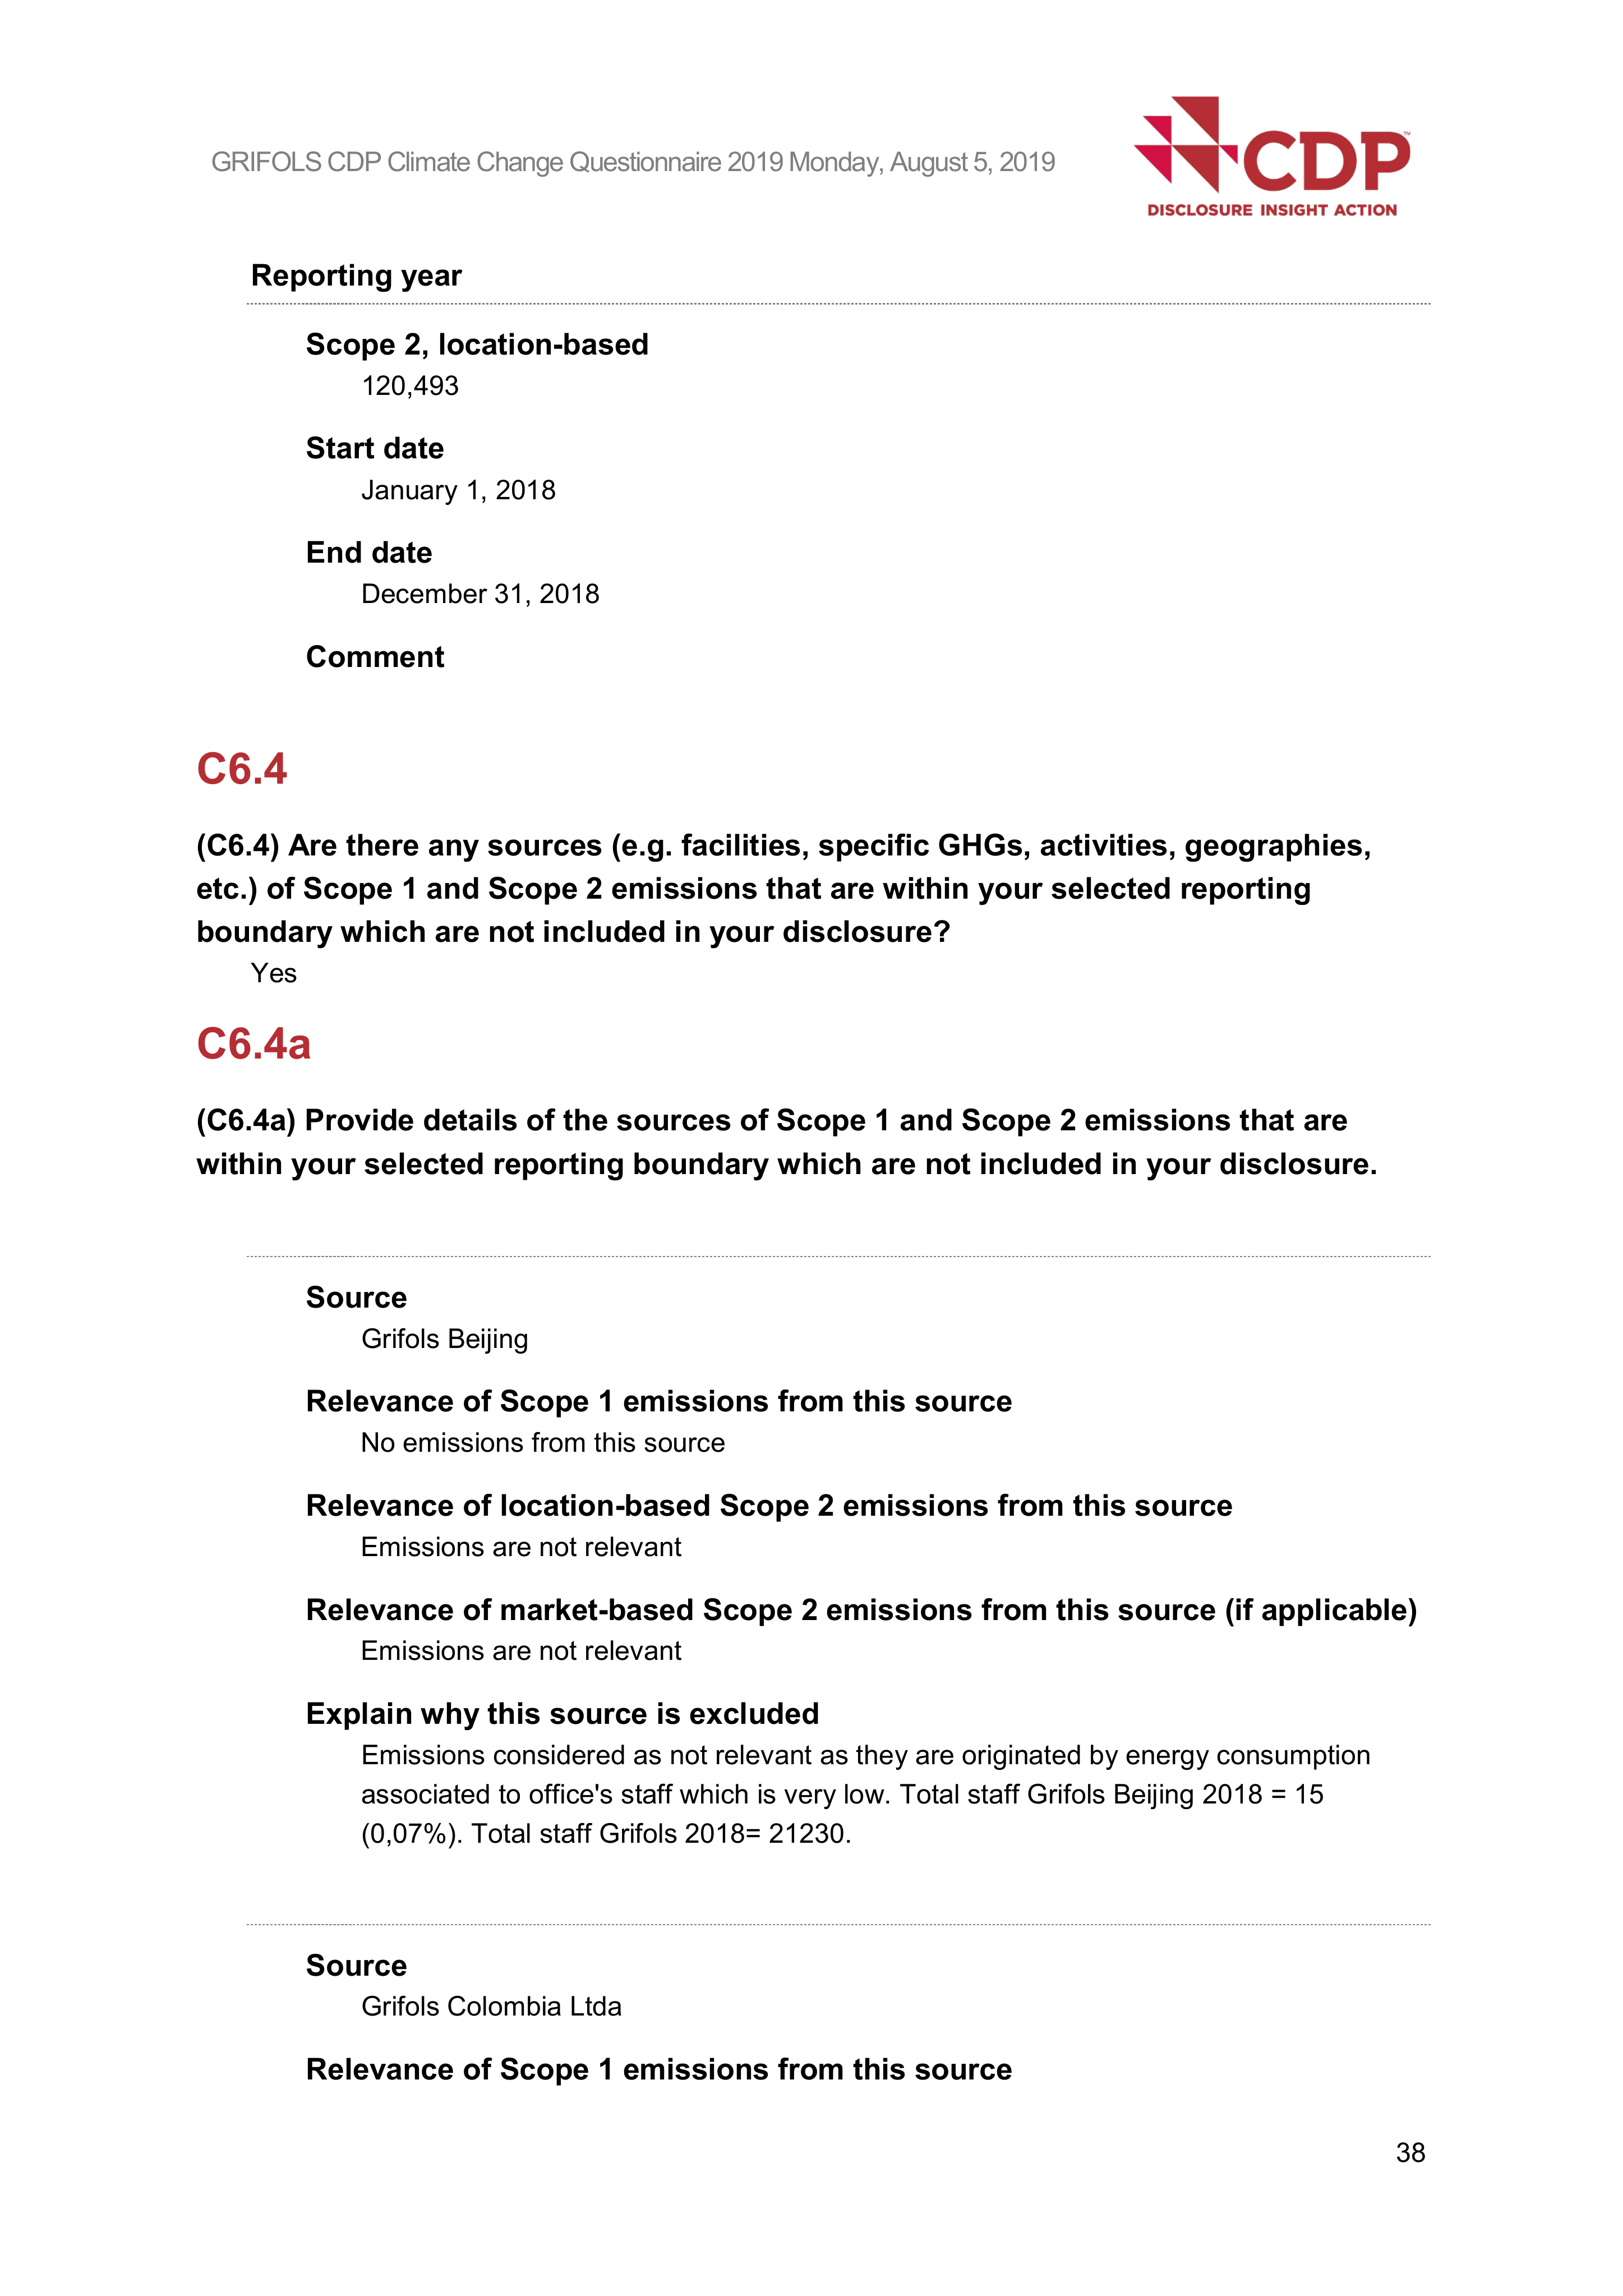 GRIFOLS CDP Climate Change Questionnaire 2019 Monday, August 5, 2019
CDP™
DISCLOSURE INSIGHT ACTION
Reporting year
Scope 2, location-based
120,493
Start date
January 1, 2018
End date
December 31, 2018
Comment
C6.4
(C6.4) Are there any sources (e.g. facilities, specific GHGs, activities, geographies,
etc.) of Scope 1 and Scope 2 emissions that are within your selected reporting
boundary which are not included in your disclosure?
Yes
C6.4a
(C6.4a) Provide details of the sources of Scope 1 and Scope 2 emissions that are
within your selected reporting boundary which are not included in your disclosure.
Source
Grifols Beijing
Relevance of Scope 1 emissions from this source
No emissions from this source
Relevance of location-based Scope 2 emissions from this source
Emissions are not relevant
Relevance of market-based Scope 2 emissions from this source (if applicable)
Emissions are not relevant
Explain why this source is excluded
Emissions considered as not relevant as they are originated by energy consumption
associated to office's staff which is very low. Total staff Grifols Beijing 2018 = 15
(0,07%). Total staff Grifols 2018= 21230.
Source
Grifols Colombia Ltda
Relevance of Scope 1 emissions from this source
38